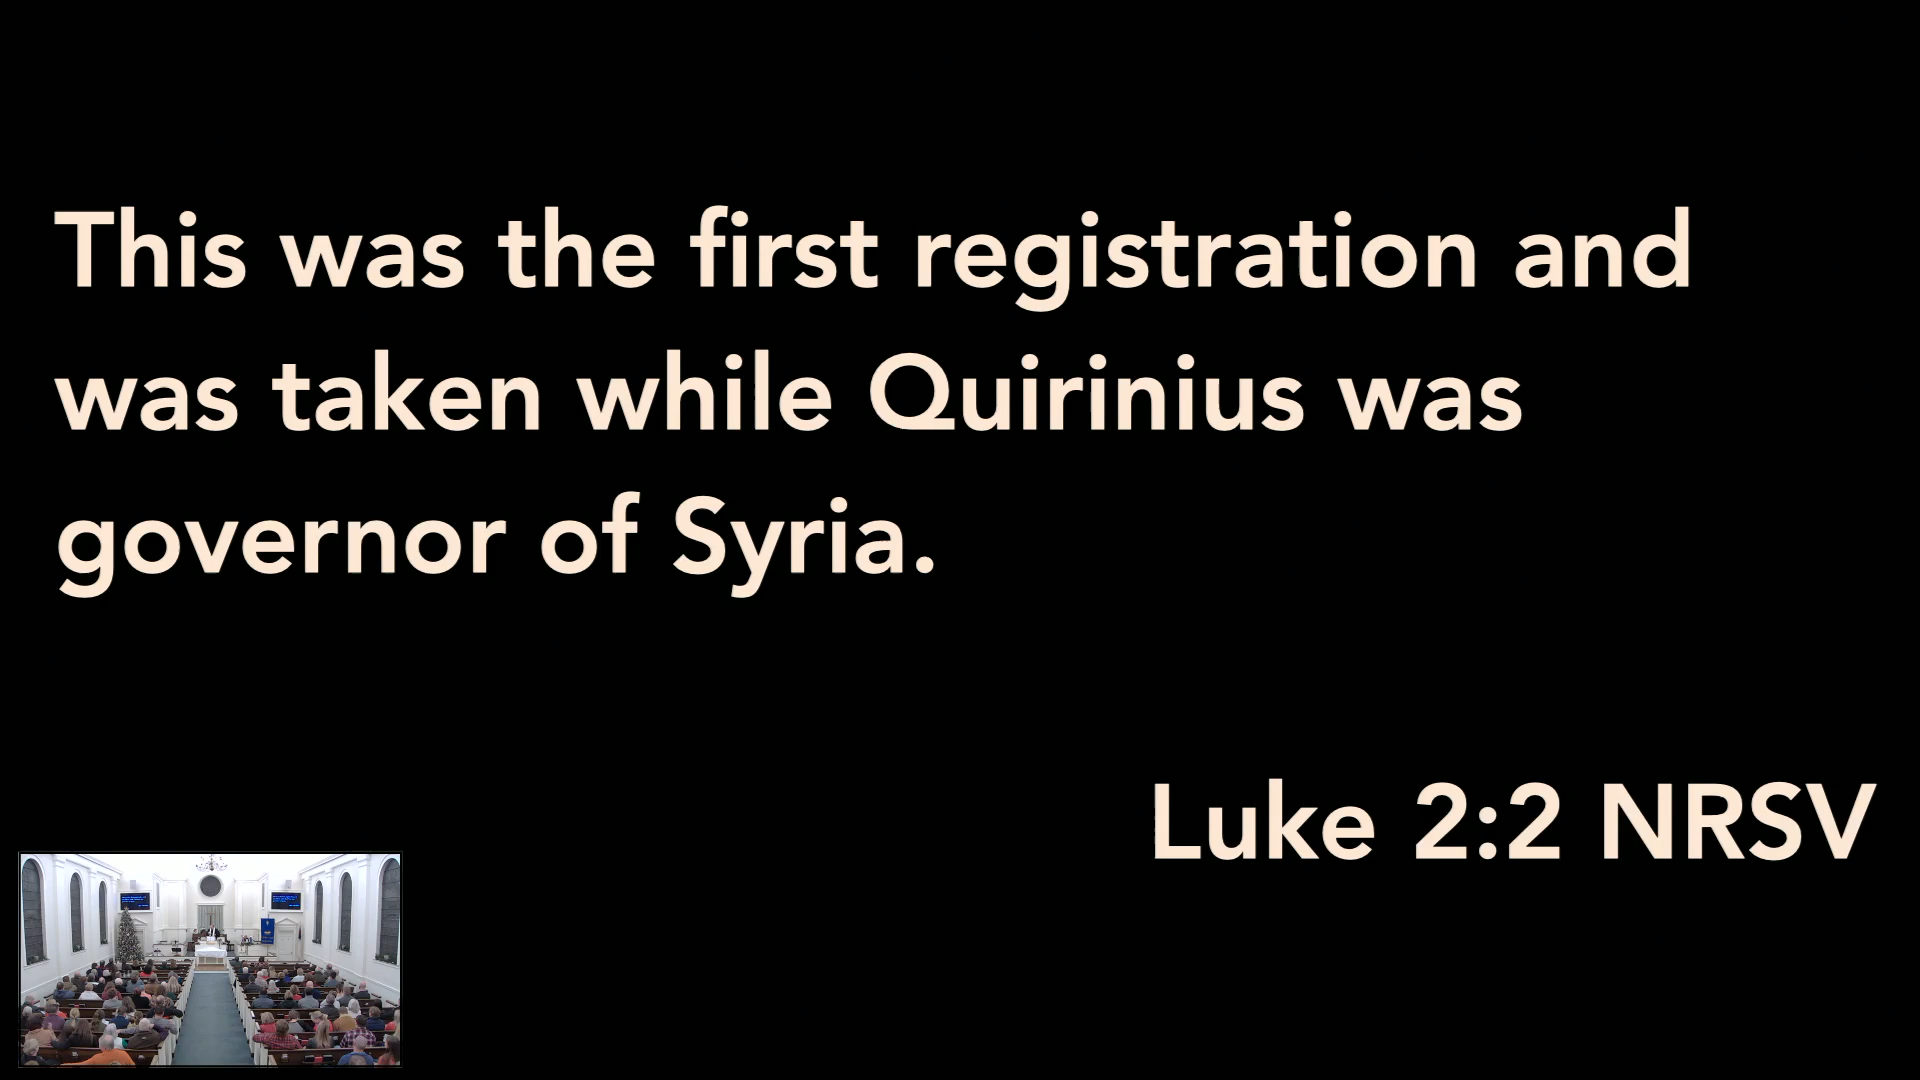 This was the first registration and
was taken while Quirinius was
governor of Syria.
Luke 2:2 NRSV